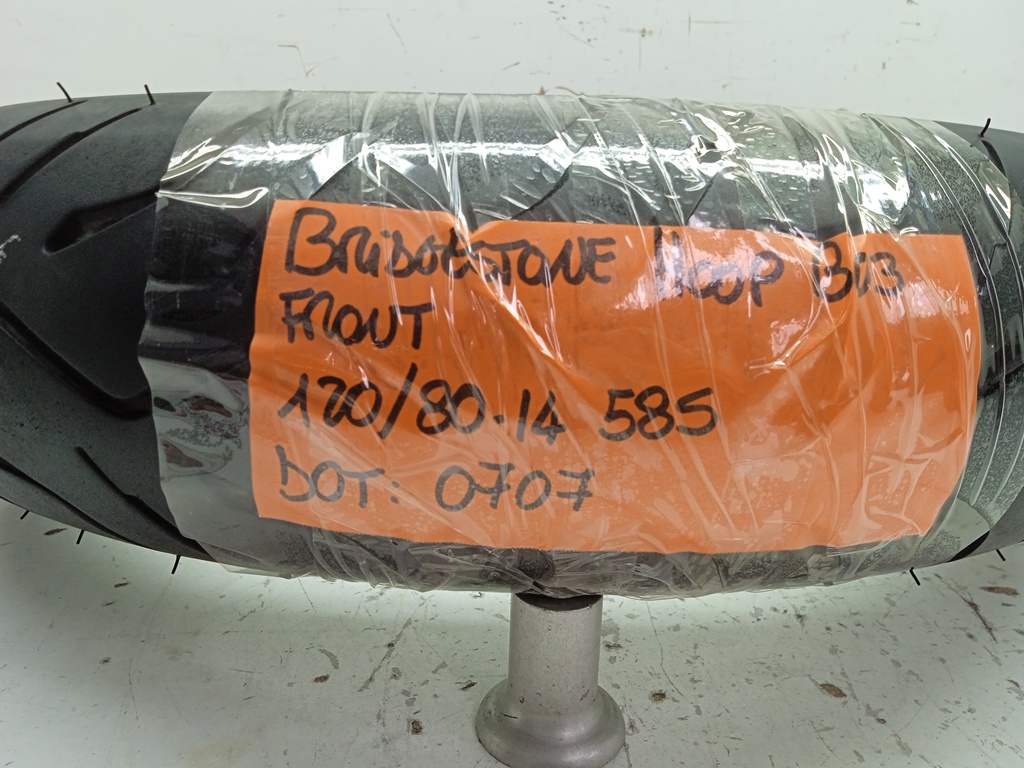 BRIDGESTONE HOOP B03
FRONT
120/80-14 58S
DOT: 0707